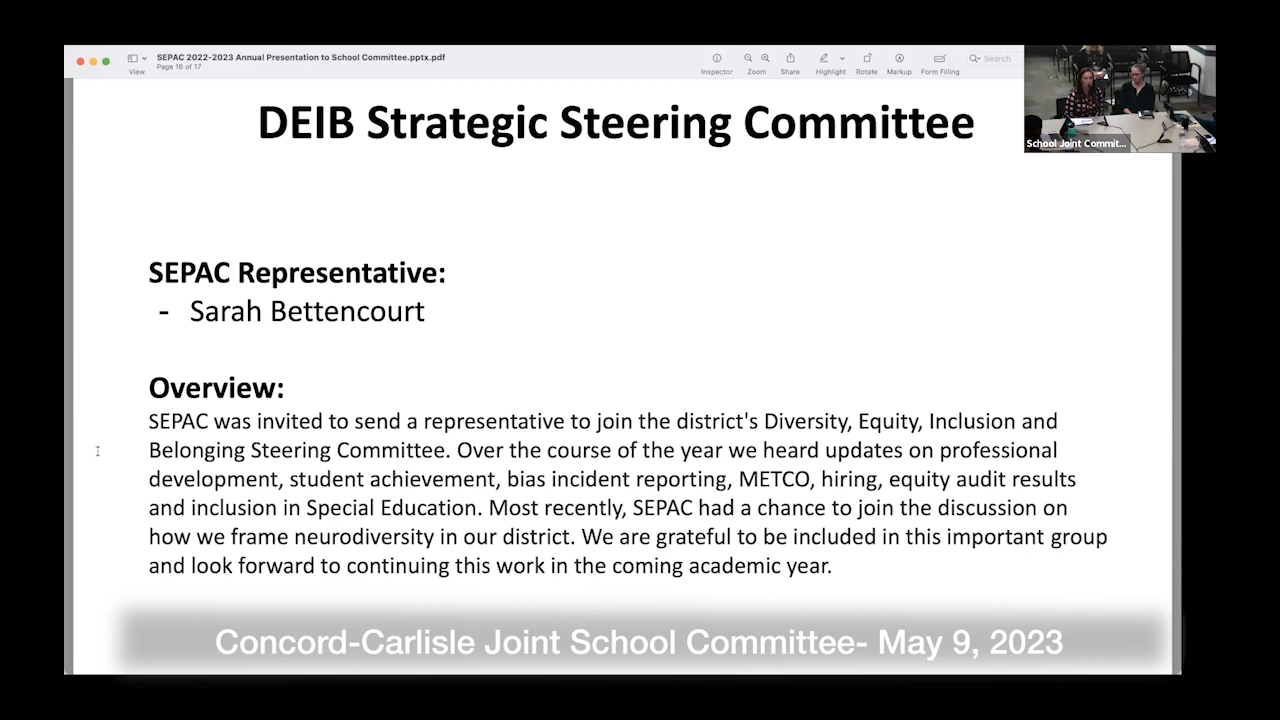 SEPAC 2022-2023 Annual Presentation to School Committee.pptx.pdf
Page 16 of 17
View
Inspector
Zoom
Share
Highlight
Rotate
Markup
Form Filling
Search
School Joint Commit...
DEIB Strategic Steering Committee
SEPAC Representative:
- Sarah Bettencourt
Overview:
SEPAC was invited to send a representative to join the district's Diversity, Equity, Inclusion and
Belonging Steering Committee. Over the course of the year we heard updates on professional
development, student achievement, bias incident reporting, METCO, hiring, equity audit results
and inclusion in Special Education. Most recently, SEPAC had a chance to join the discussion on
how we frame neurodiversity in our district. We are grateful to be included in this important group
and look forward to continuing this work in the coming academic year.
Concord-Carlisle Joint School Committee- May 9, 2023